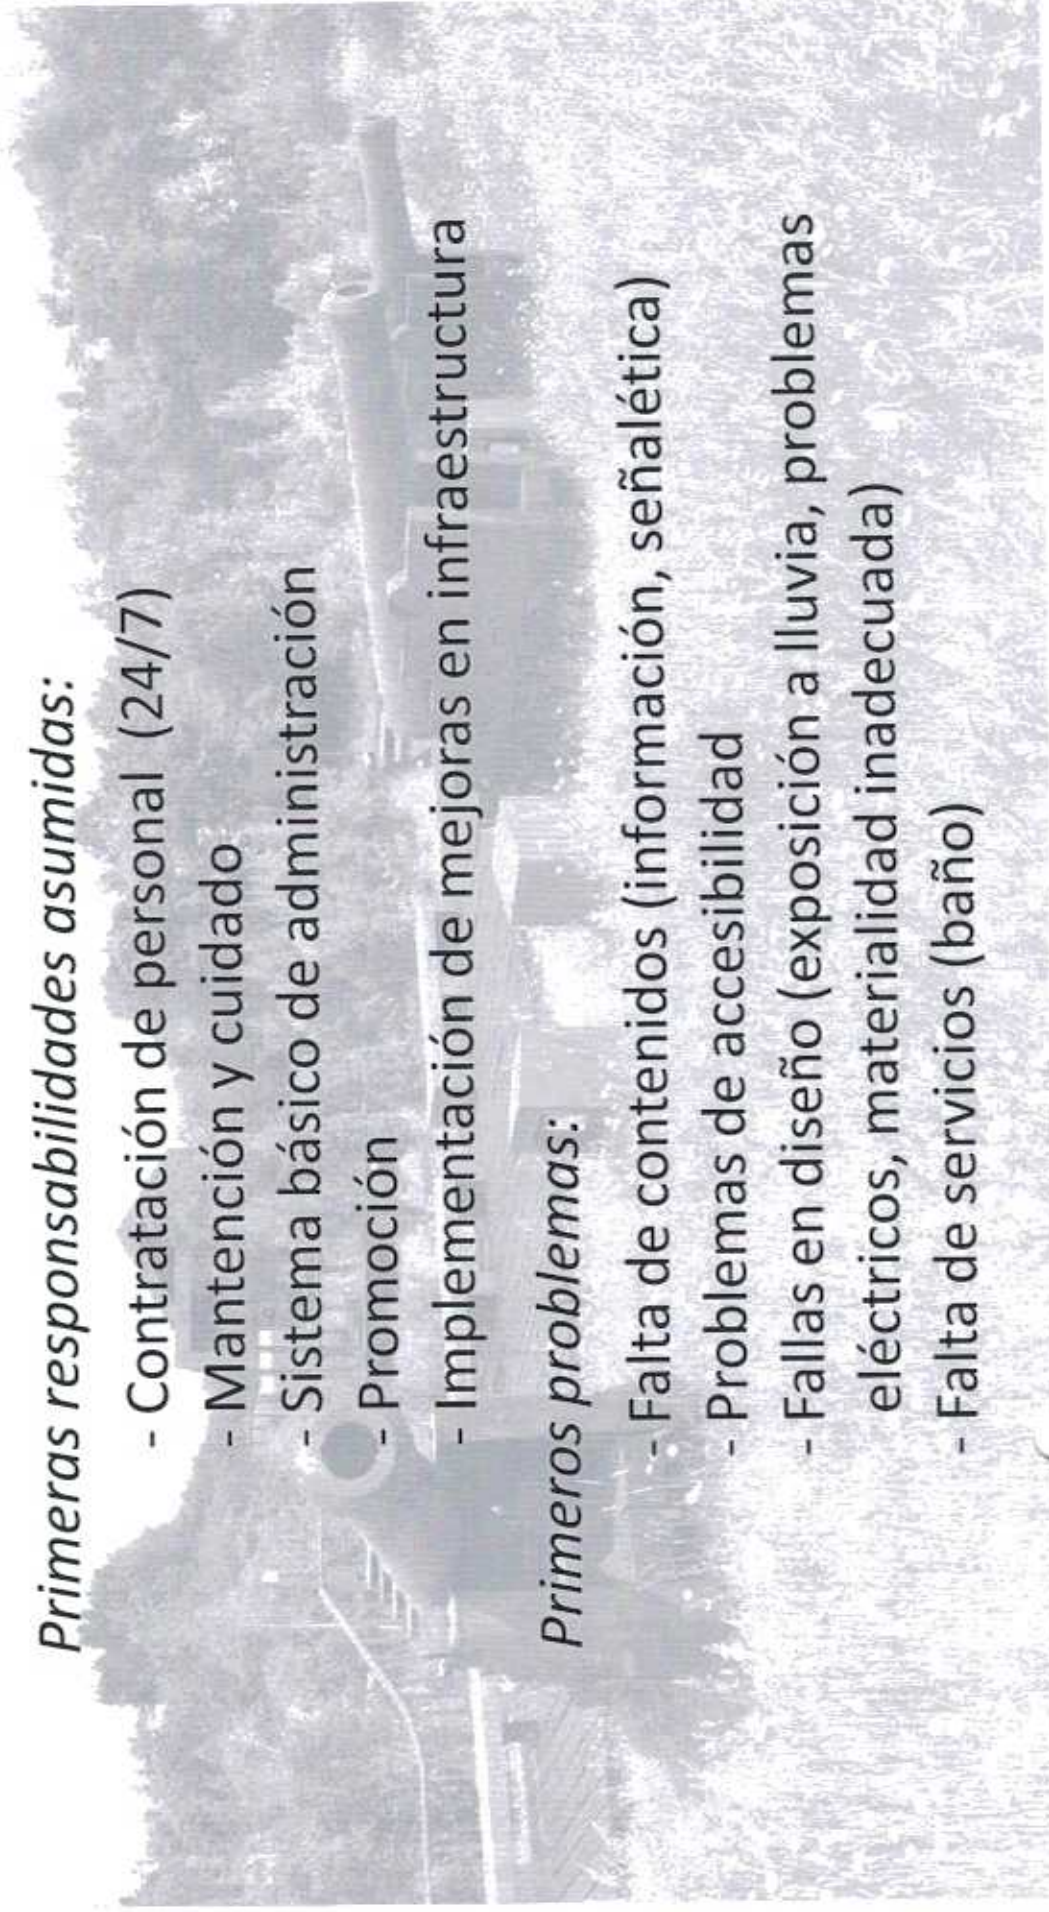 Primeras responsabilidades asumidas:
- Contratación de personal (24/7)
- Mantención y cuidado
- Sistema básico de administración
- Promoción
- Implementación de mejoras en infraestructura
Primeros problemas:
- Falta de contenidos (información, señalética)
- Problemas de accesibilidad
- Fallas en diseño (exposición a lluvia, problemas
eléctricos, materialidad inadecuada)
- Falta de servicios (baño)